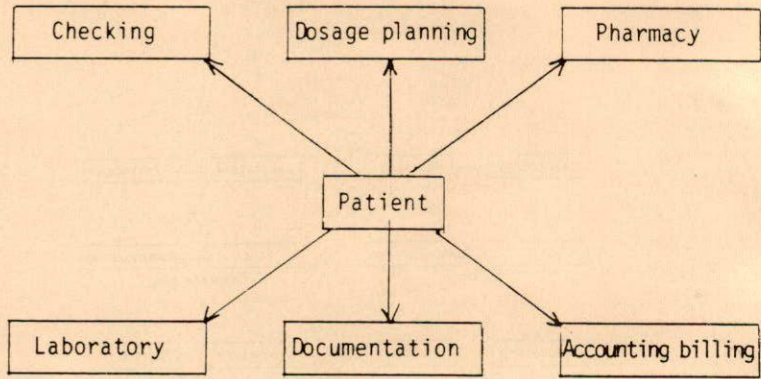 Checking
Dosage planning
Pharmacy
Patient
Laboratory
Documentation
Accounting billing